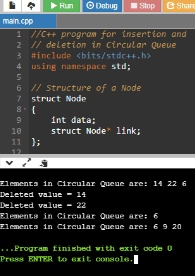 Run
Debug
Stop
Share
main.cpp
1 //C++ program for insertion and
2 // deletion in Circular Queue
3 #include <bits/stdc++.h>
4 using namespace std;
5
6 // Structure of a Node
7 struct Node
8 {
9 int data;
10 struct Node* link;
11 };
Elements in Circular Queue are: 14 22 6
Deleted value = 14
Deleted value = 22
Elements in Circular Queue are: 6
Elements in Circular Queue are: 6 9 20
...Program finished with exit code 0
Press ENTER to exit console.